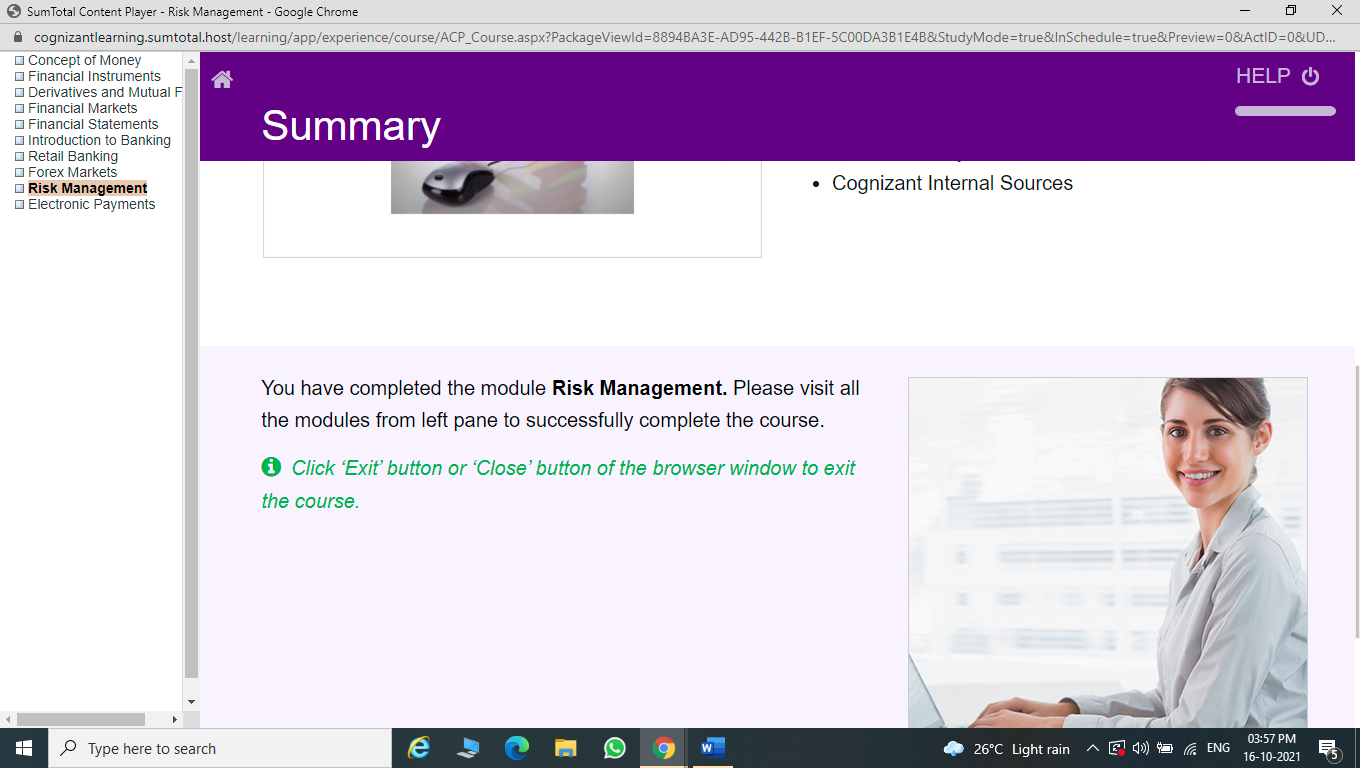 SumTotal Content Player - Risk Management - Google Chrome
cognizantlearning.sumtotal.host/learning/app/experience/course/ACP_Course.aspx?PackageViewId=8894BA3E-AD95-442B-B1EF-5C00DA3B1E4B&StudyMode=true&InSchedule=true&Preview=0&ActID=0&UD...
Concept of Money
Financial Instruments
Derivatives and Mutual F
Financial Markets
Financial Statements
Introduction to Banking
Retail Banking
Forex Markets
Risk Management
Electronic Payments
HELP
Summary
• Cognizant Internal Sources
You have completed the module Risk Management. Please visit all
the modules from left pane to successfully complete the course.
Click ‘Exit’ button or ‘Close’ button of the browser window to exit
the course.
Type here to search
26°C Light rain
ENG
03:57 PM
16-10-2021
5